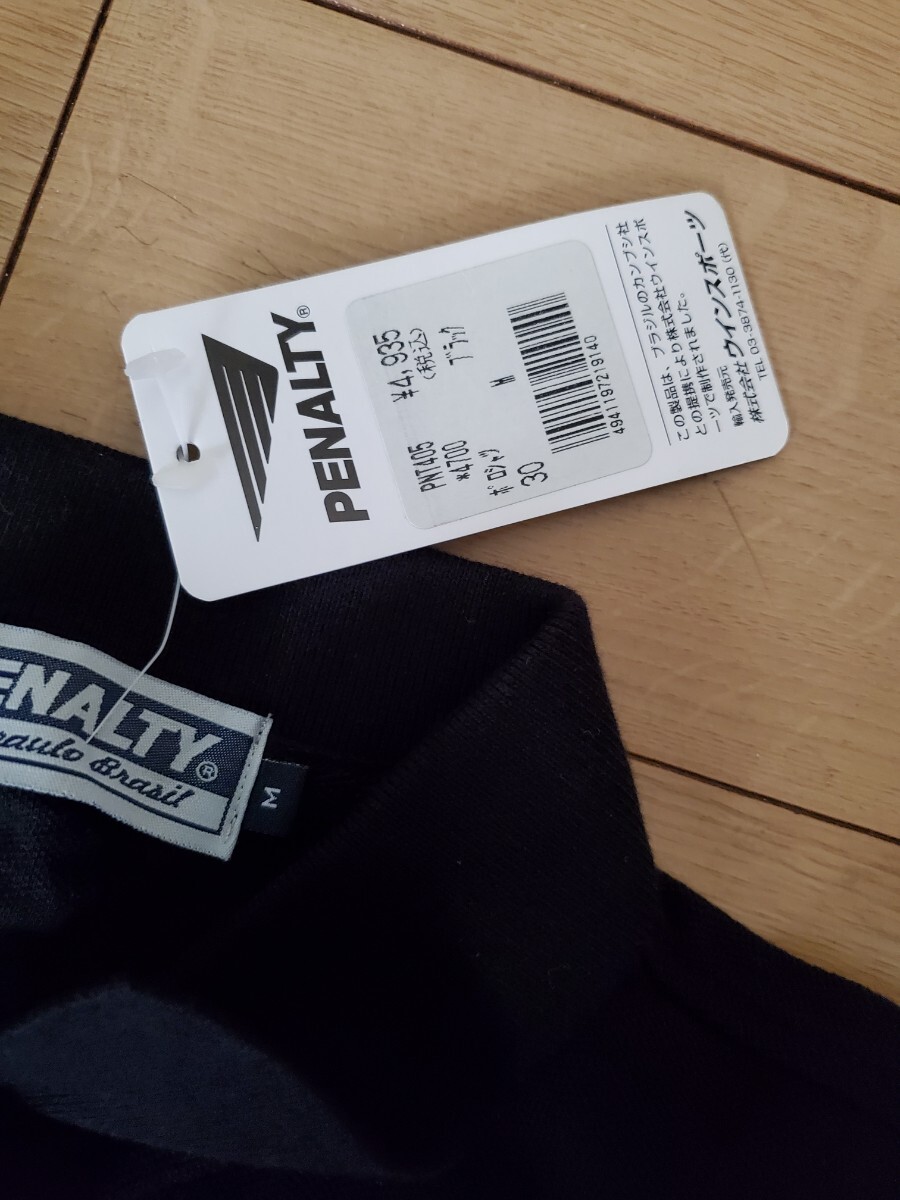 PENALTY®
PNT405 ¥4,935
*4700 (税込)
ポロシャツ ブラック
30 M
4941197219140
この製品は、ブラジルのカンブシ社
との提携により株式会社ウインスポ
ーツで制作されました。
輸入発売元
株式会社 ウインスポーツ
TEL 03-3874-1130 (代)
ENALTY®
Brasil
M